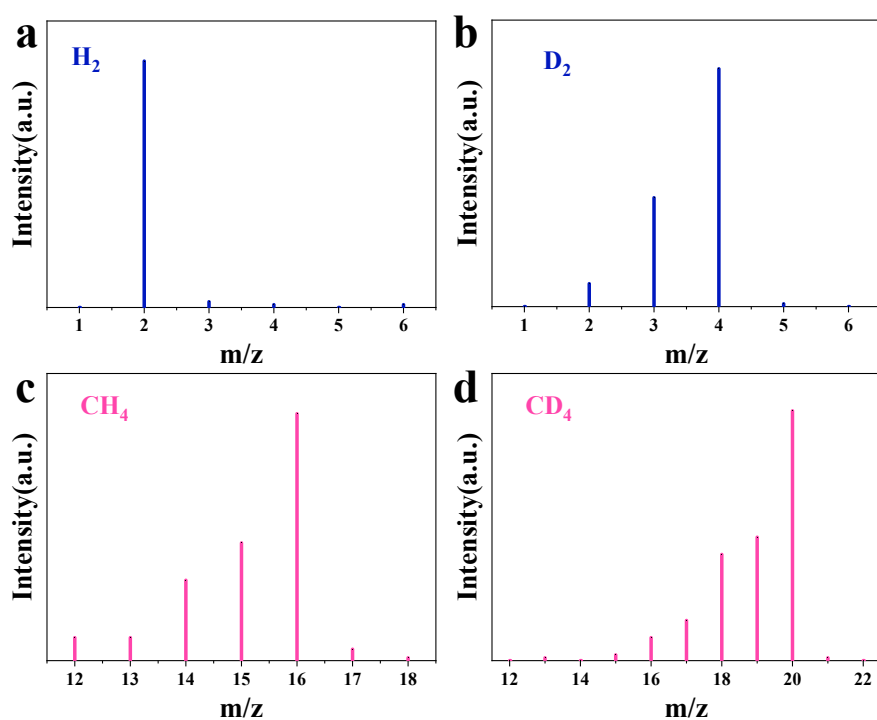 a
H₂
Intensity(a.u.)
1 2 3 4 5 6
m/z
b
D₂
Intensity(a.u.)
1 2 3 4 5 6
m/z
c
CH₄
Intensity(a.u.)
12 13 14 15 16 17 18
m/z
d
CD₄
Intensity(a.u.)
12 14 16 18 20 22
m/z